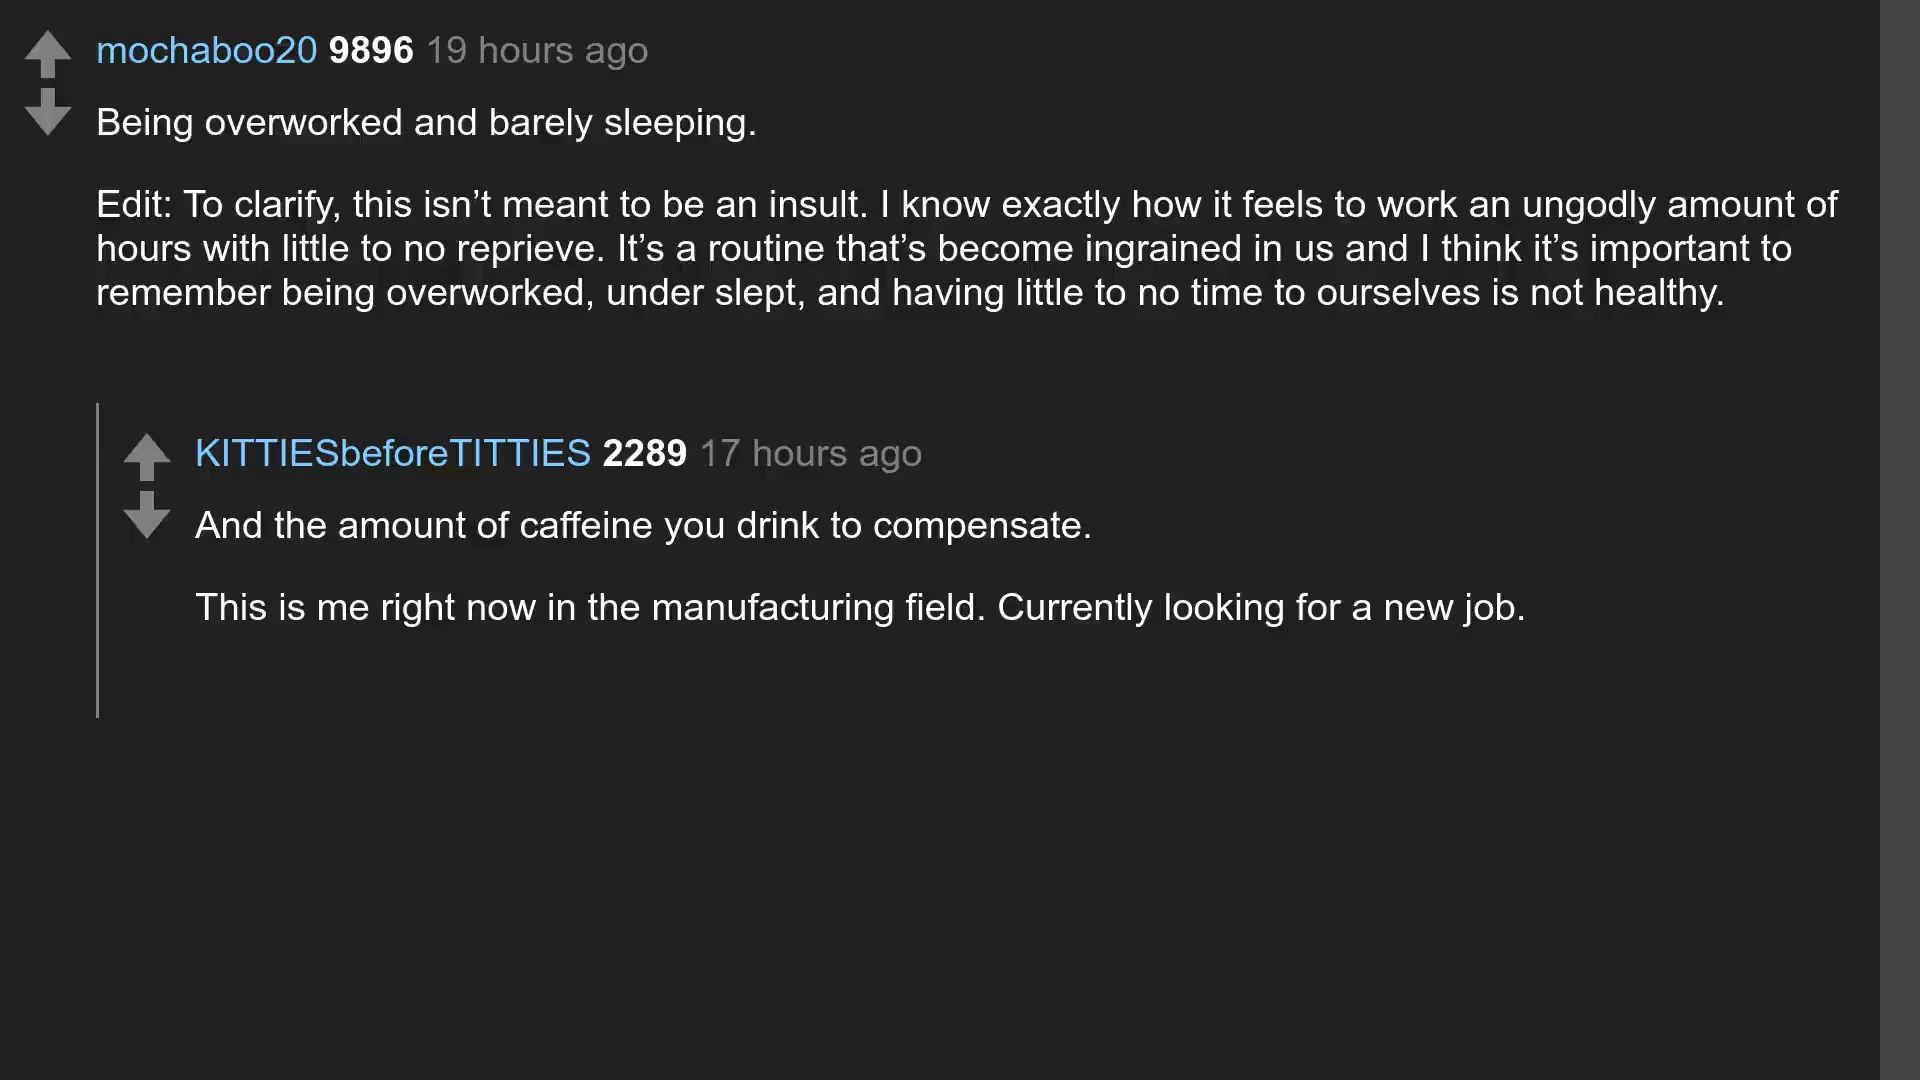 mochaboo20 9896 19 hours ago
Being overworked and barely sleeping.
Edit: To clarify, this isn’t meant to be an insult. I know exactly how it feels to work an ungodly amount of
hours with little to no reprieve. It’s a routine that’s become ingrained in us and I think it’s important to
remember being overworked, under slept, and having little to no time to ourselves is not healthy.
KITTIESbeforeTITTIES 2289 17 hours ago
And the amount of caffeine you drink to compensate.
This is me right now in the manufacturing field. Currently looking for a new job.